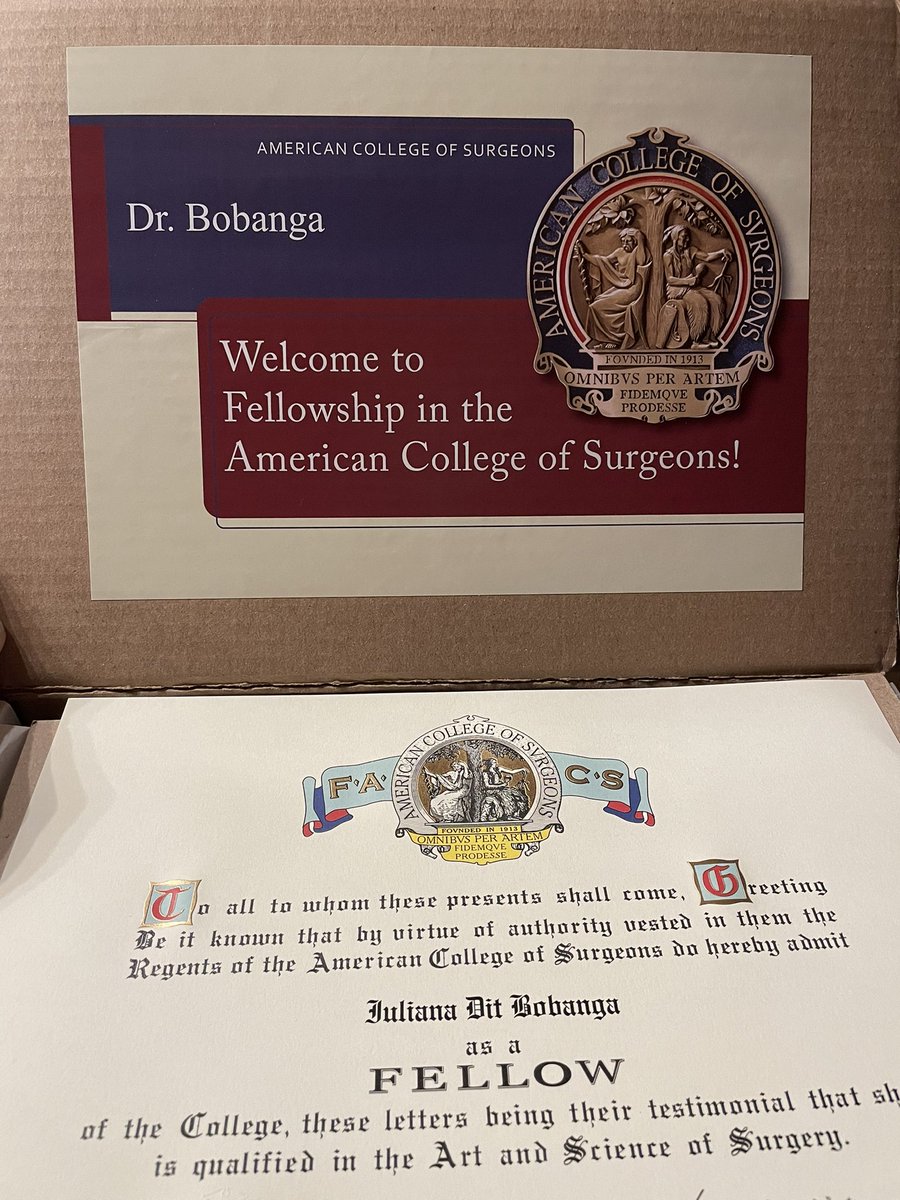 AMERICAN COLLEGE OF SURGEONS
Dr. Bobanga
AMERICAN COLLEGE OF SVRGEONS
FOVNDED IN 1913
OMNIBVS PER ARTEM
FIDEMQVE
PRODESSE
Welcome to
Fellowship in the
American College of Surgeons!
F·A·C·S
AMERICAN COLLEGE OF SVRGEONS
FOVNDED IN 1913
OMNIBVS PER ARTEM
FIDEMQVE
PRODESSE
To all to whom these presents shall come, Greeting
Be it known that by virtue of authority vested in them the
Regents of the American College of Surgeons do hereby admit
Iuliana Dit Bobanga
as a
FELLOW
of the College, these letters being their testimonial that sh
is qualified in the Art and Science of Surgery.